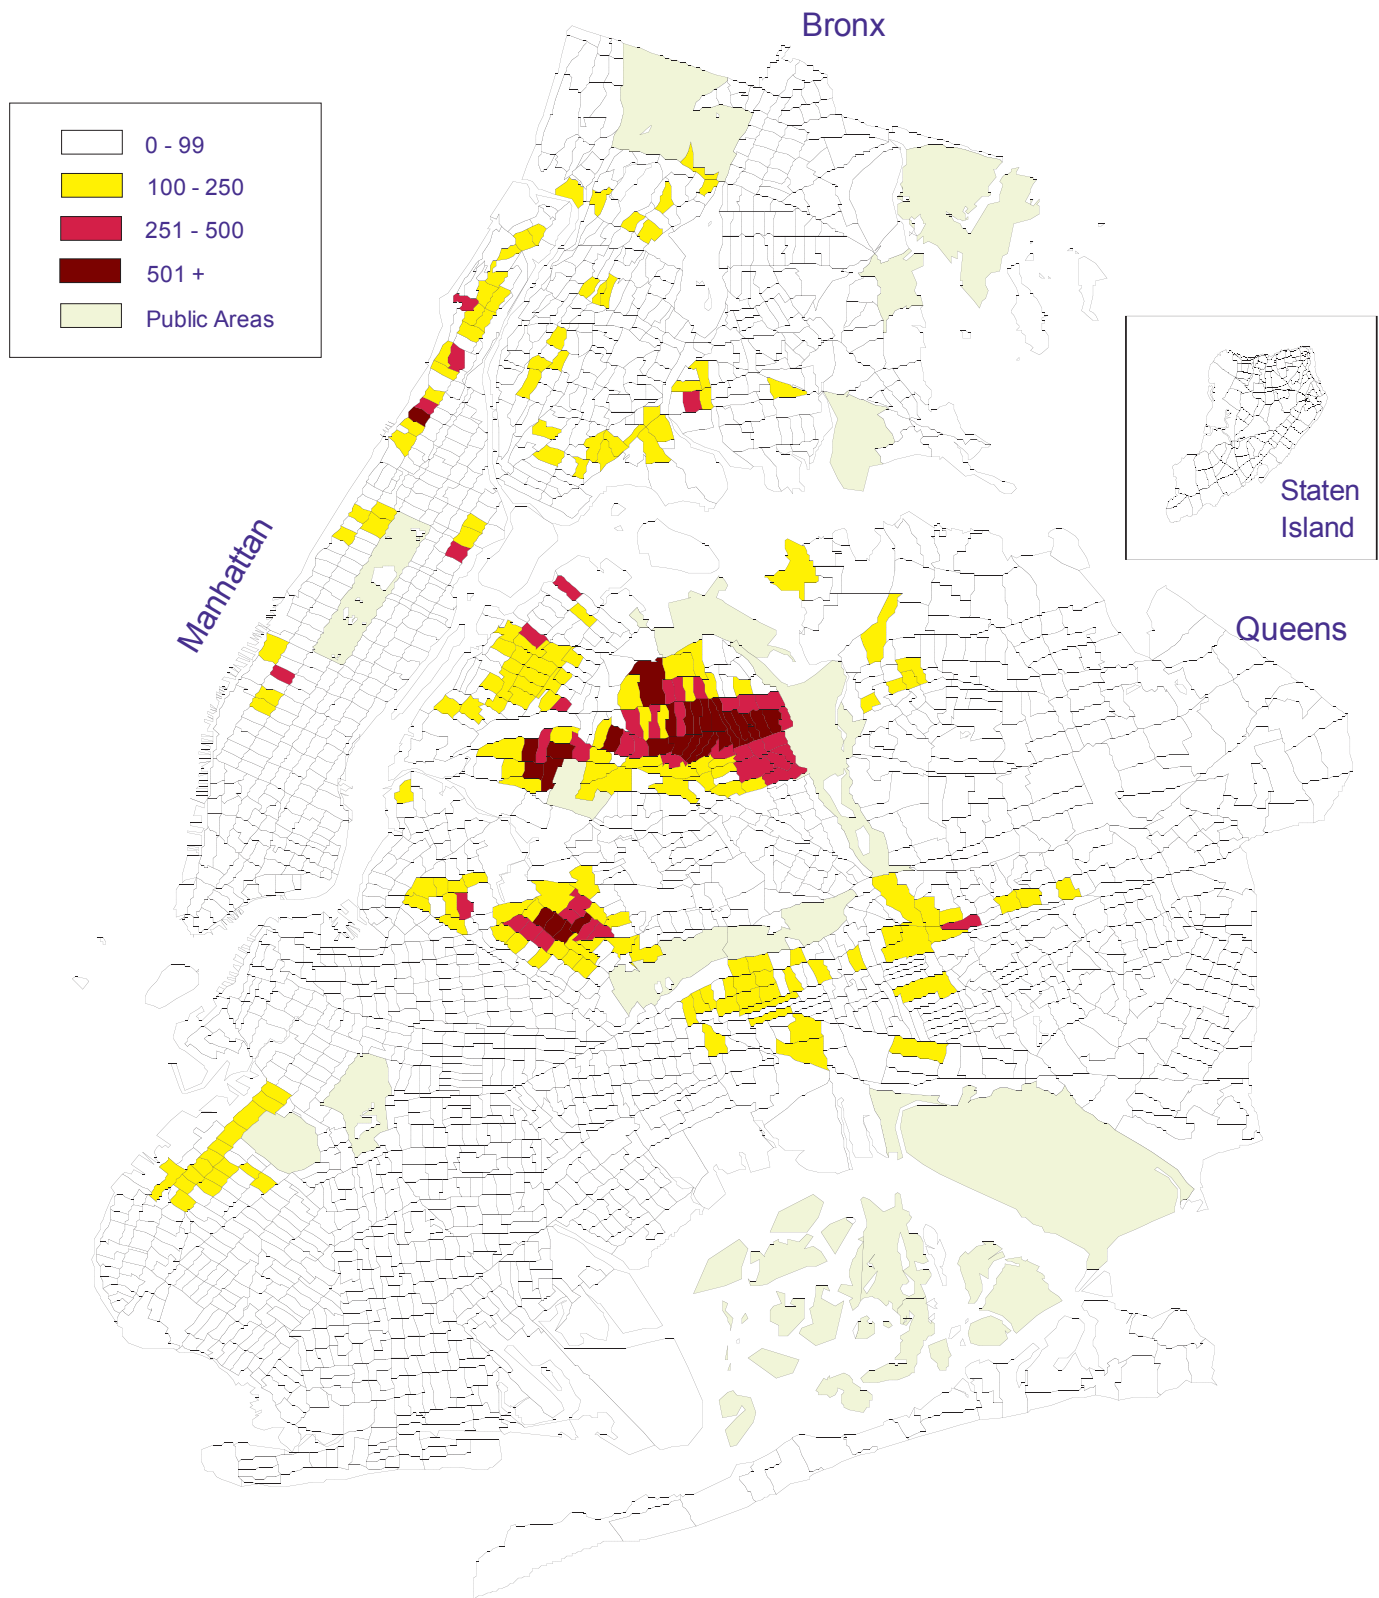 Bronx
0 - 99
100 - 250
251 - 500
501 +
Public Areas
Staten
Island
Manhattan
Queens